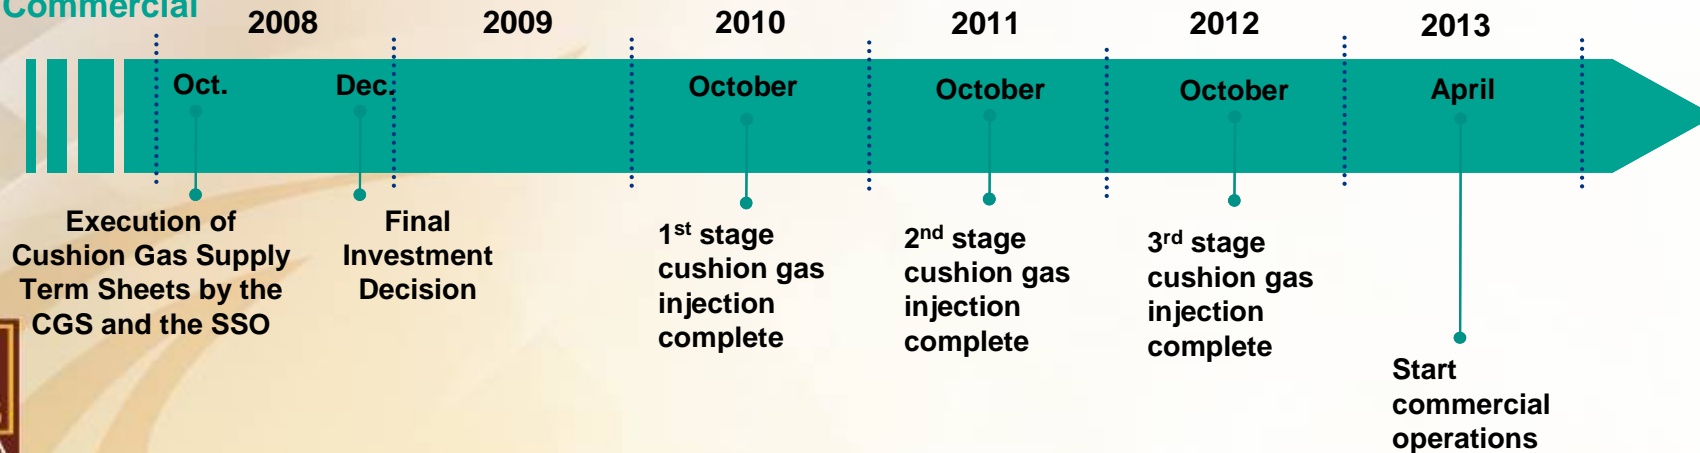 Commercial
2008
2009
2010
2011
2012
2013
Oct.
Dec.
October
October
October
April
Execution of
Cushion Gas Supply
Term Sheets by the
CGS and the SSO
Final
Investment
Decision
1st stage
cushion gas
injection
complete
2nd stage
cushion gas
injection
complete
3rd stage
cushion gas
injection
complete
Start
commercial
operations